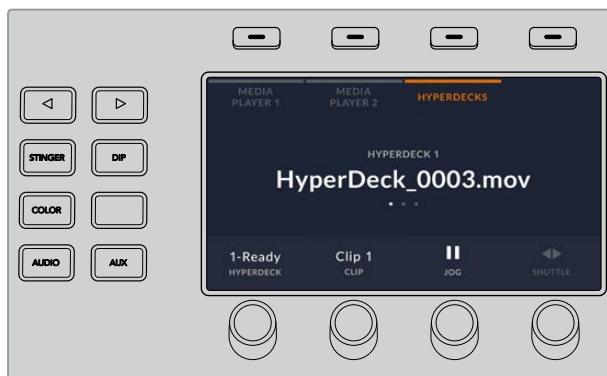 MEDIA PLAYER 1
MEDIA PLAYER 2
HYPERDECKS
HYPERDECK 1
HyperDeck_0003.mov
STINGER
DIP
COLOR
AUDIO
AUX
1-Ready
HYPERDECK
Clip 1
CLIP
JOG
SHUTTLE